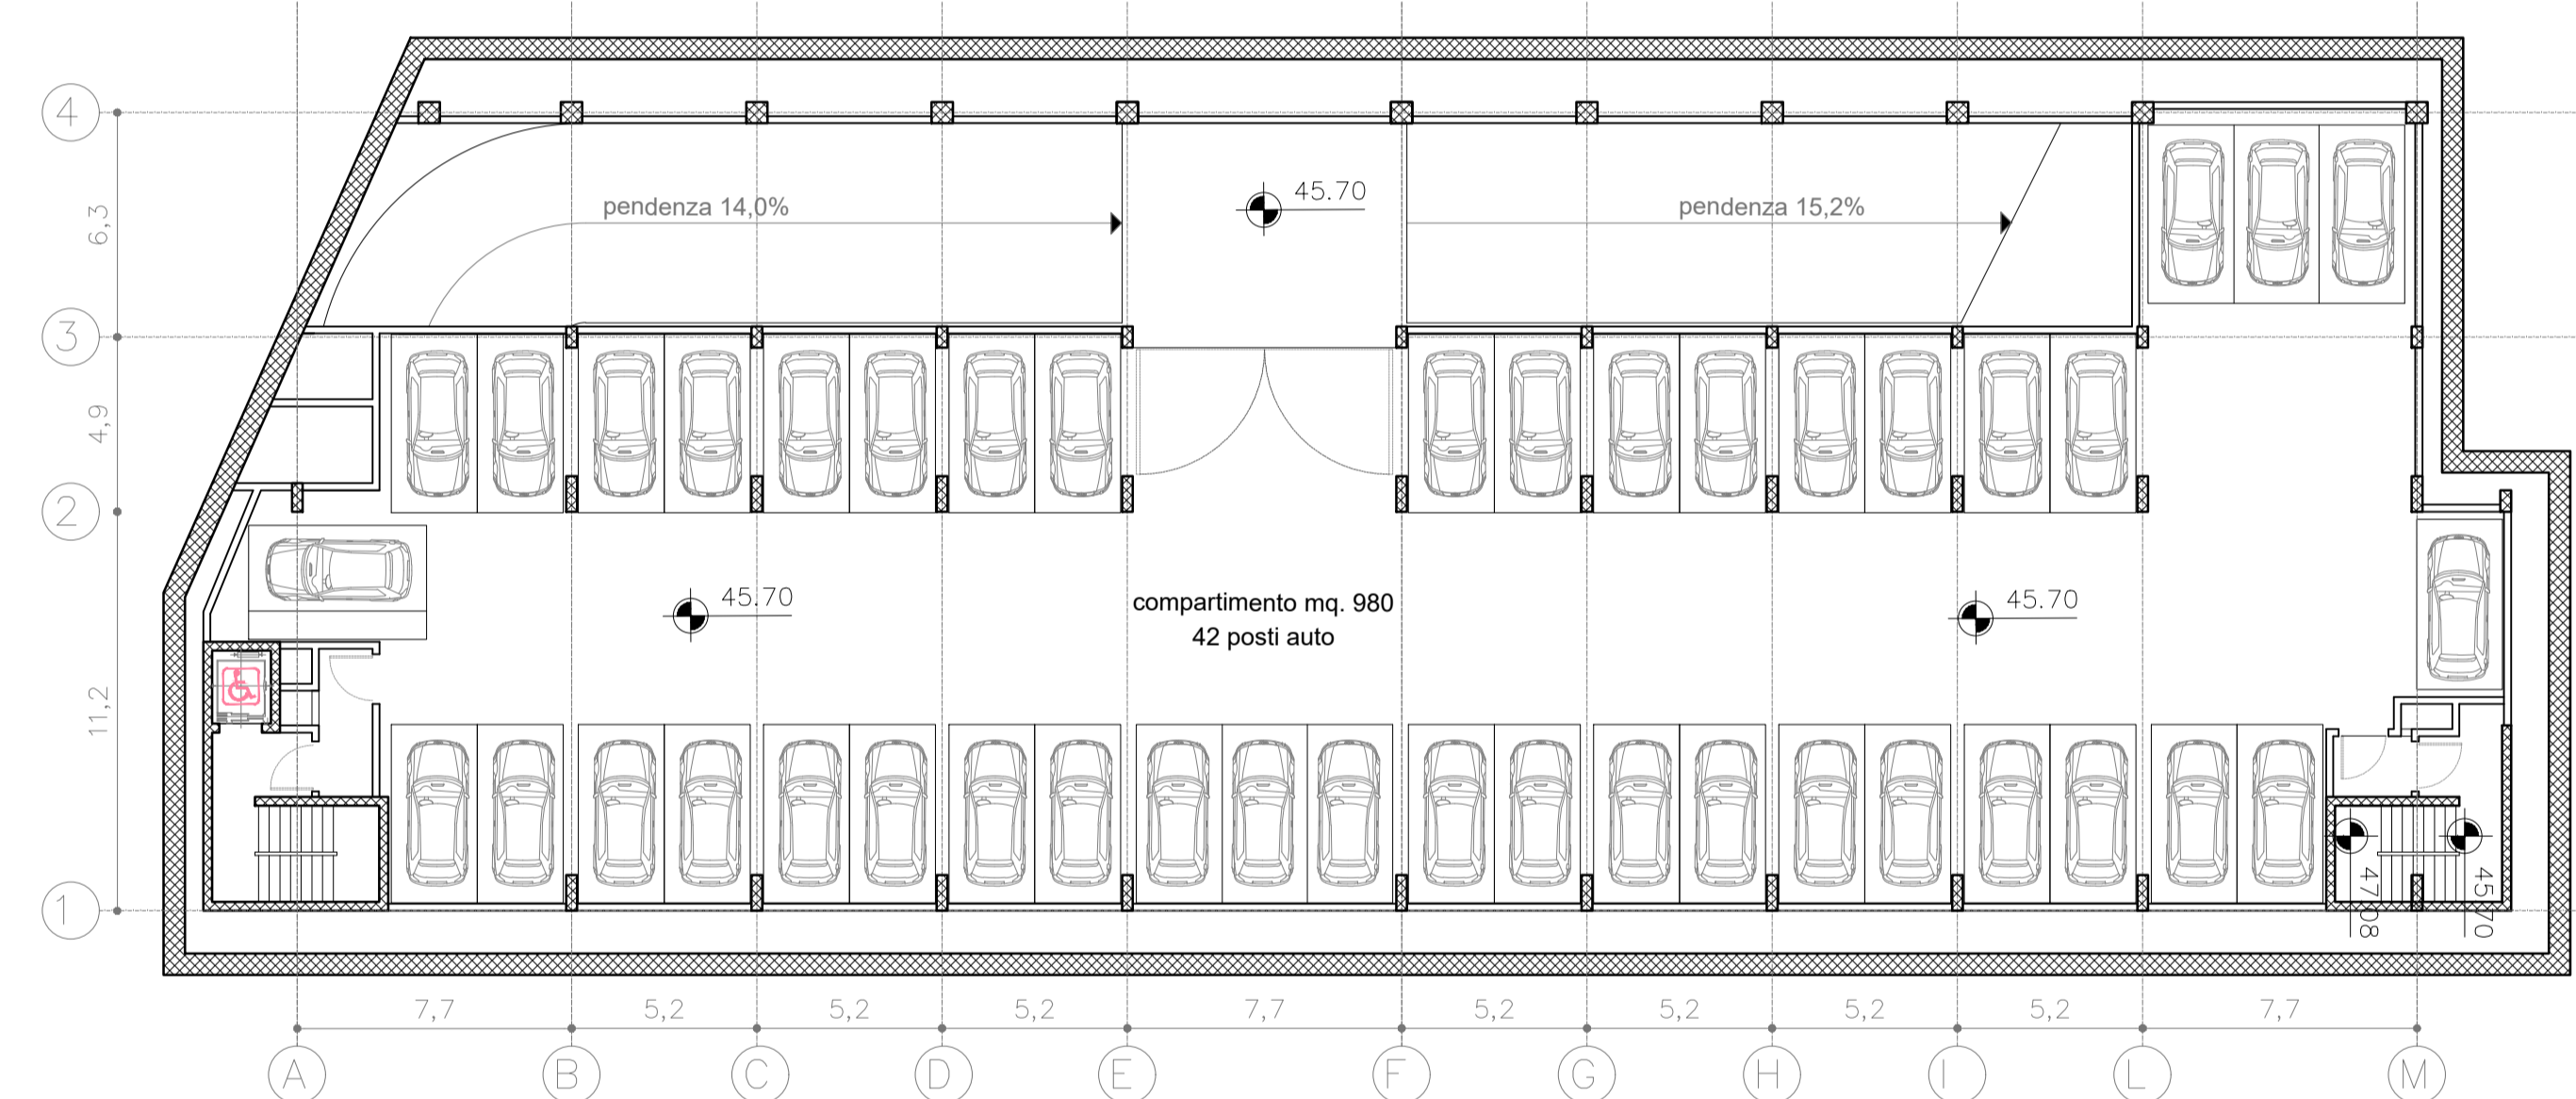 4
45.70
pendenza 14,0%
pendenza 15,2%
6,3
3
4,9
2
45.70
compartimento mq. 980
42 posti auto
45.70
11,2
47.08
45.70
1
7,7
5,2
5,2
5,2
7,7
5,2
5,2
5,2
5,2
7,7
A
B
C
D
E
F
G
H
I
L
M